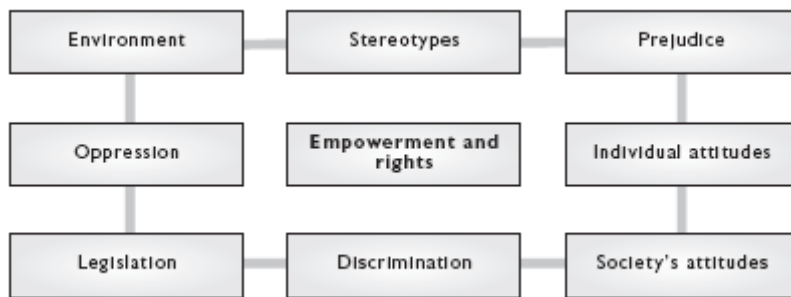 Environment
Stereotypes
Prejudice
Oppression
Empowerment and
rights
Individual attitudes
Legislation
Discrimination
Society's attitudes